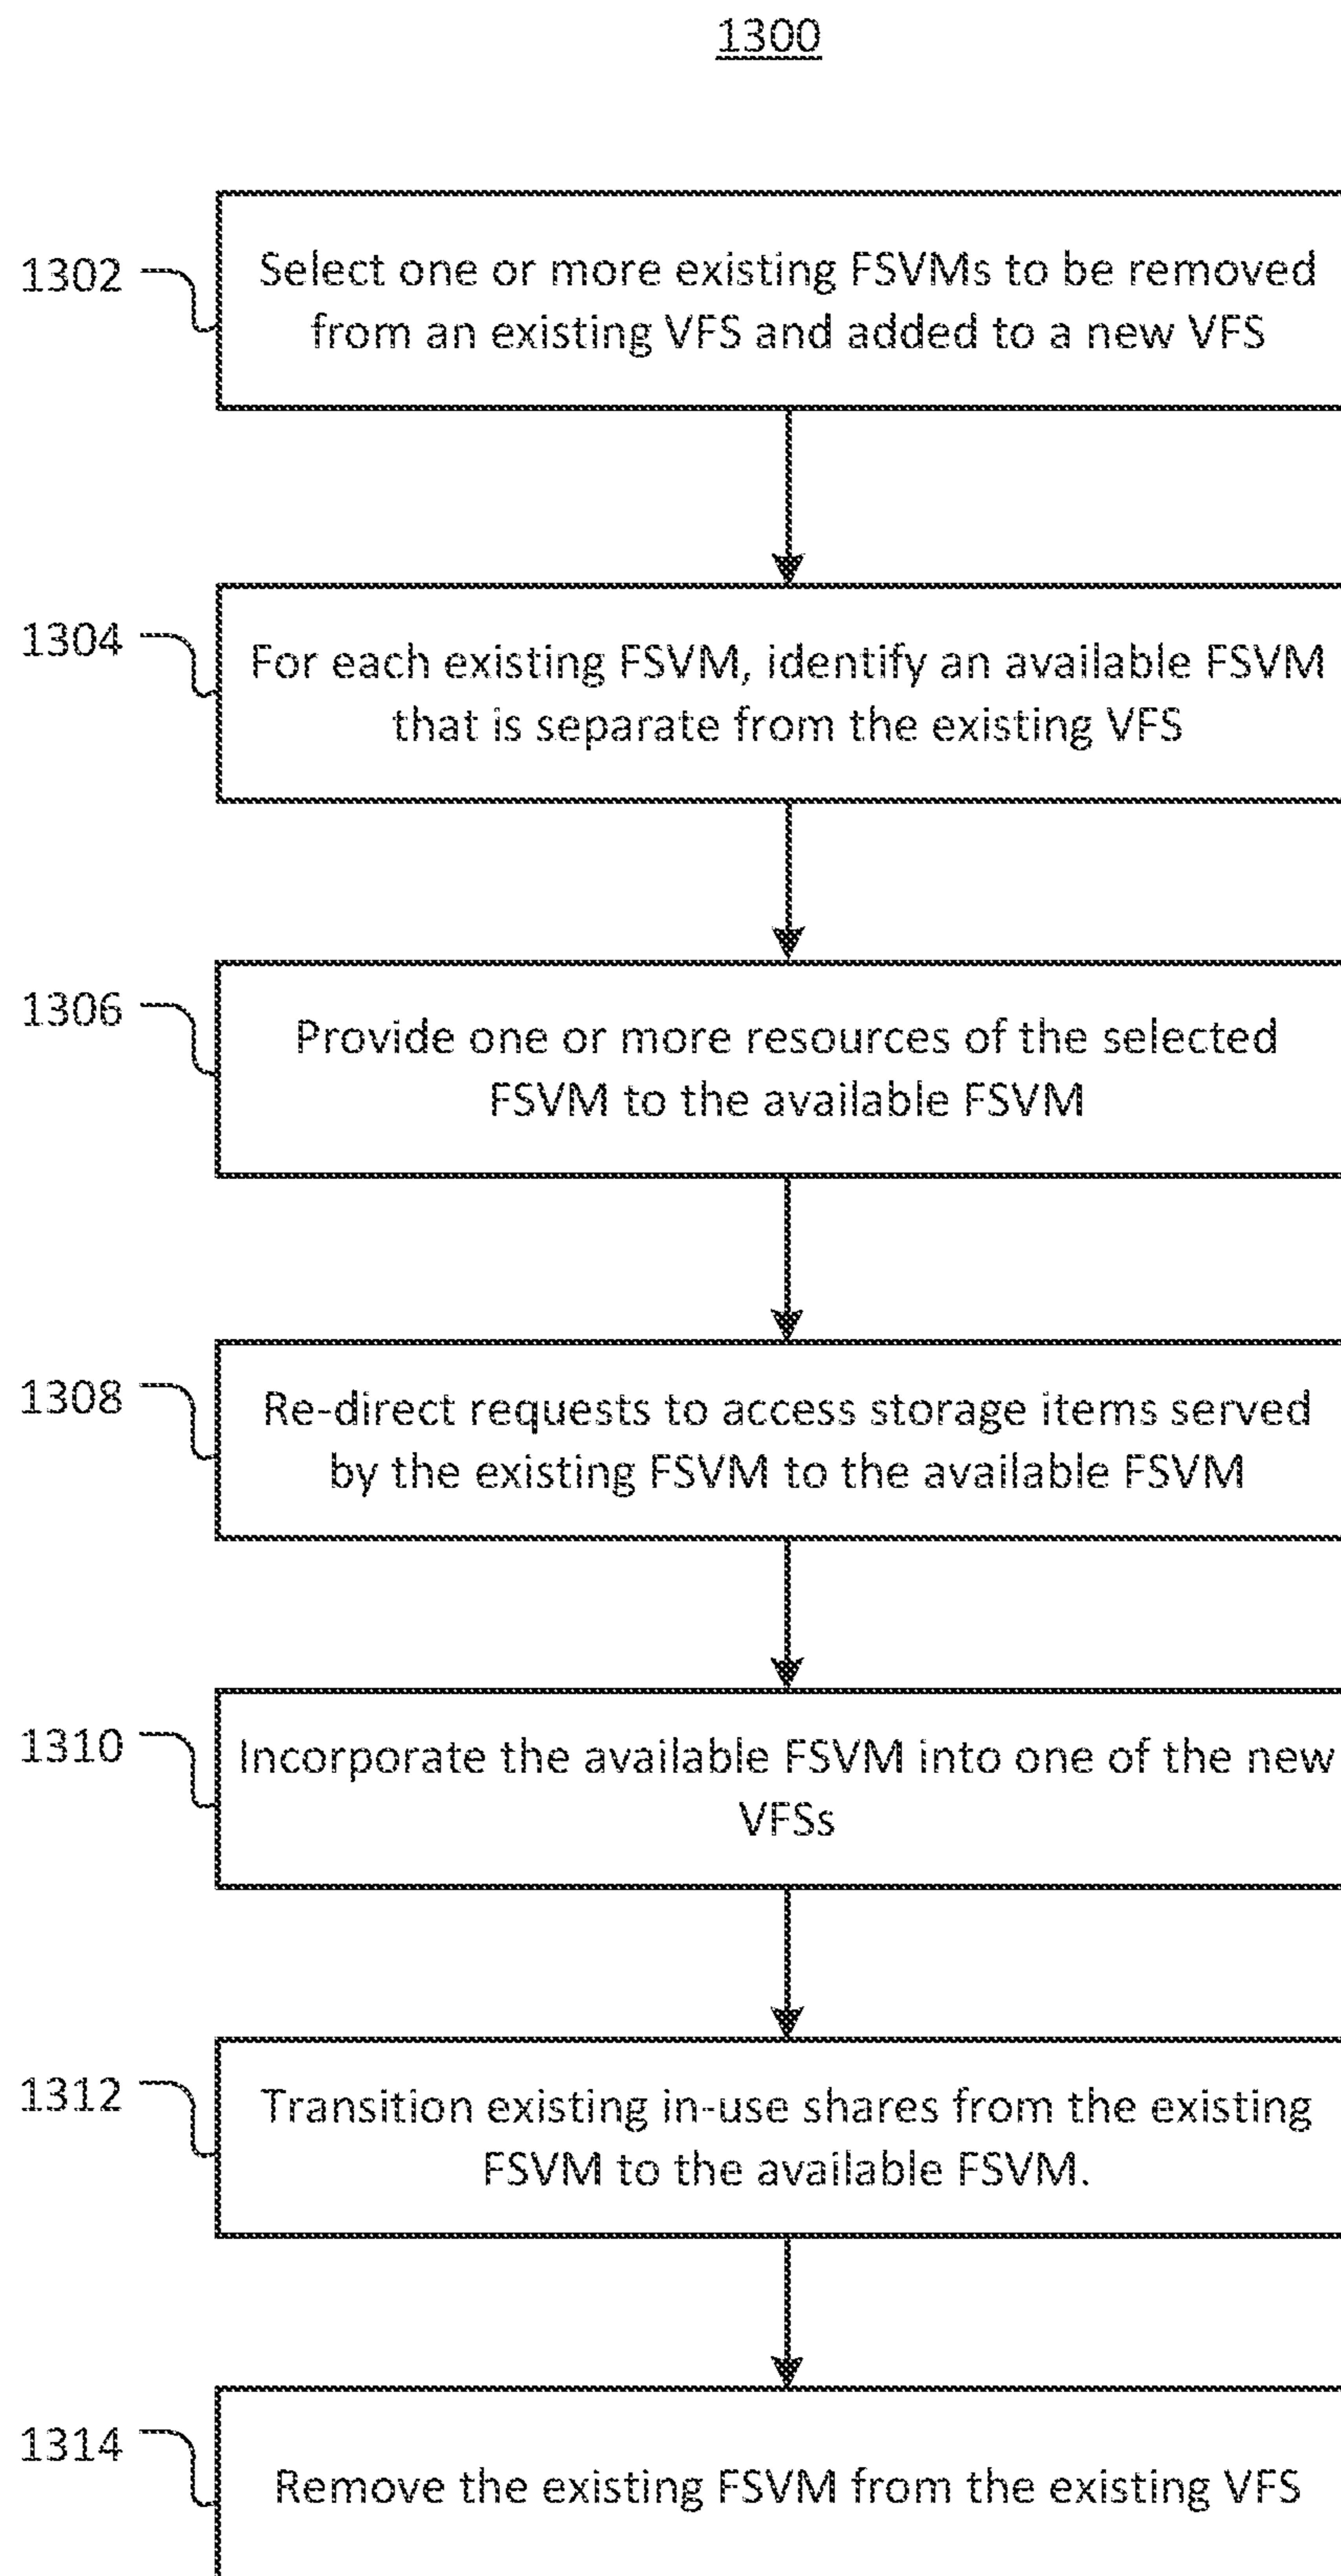 1300
1302
Select one or more existing FSVMs to be removed
from an existing VFS and added to a new VFS
1304
For each existing FSVM, identify an available FSVM
that is separate from the existing VFS
1306
Provide one or more resources of the selected
FSVM to the available FSVM
1308
Re-direct requests to access storage items served
by the existing FSVM to the available FSVM
1310
Incorporate the available FSVM into one of the new
VFSs
1312
Transition existing in-use shares from the existing
FSVM to the available FSVM.
1314
Remove the existing FSVM from the existing VFS